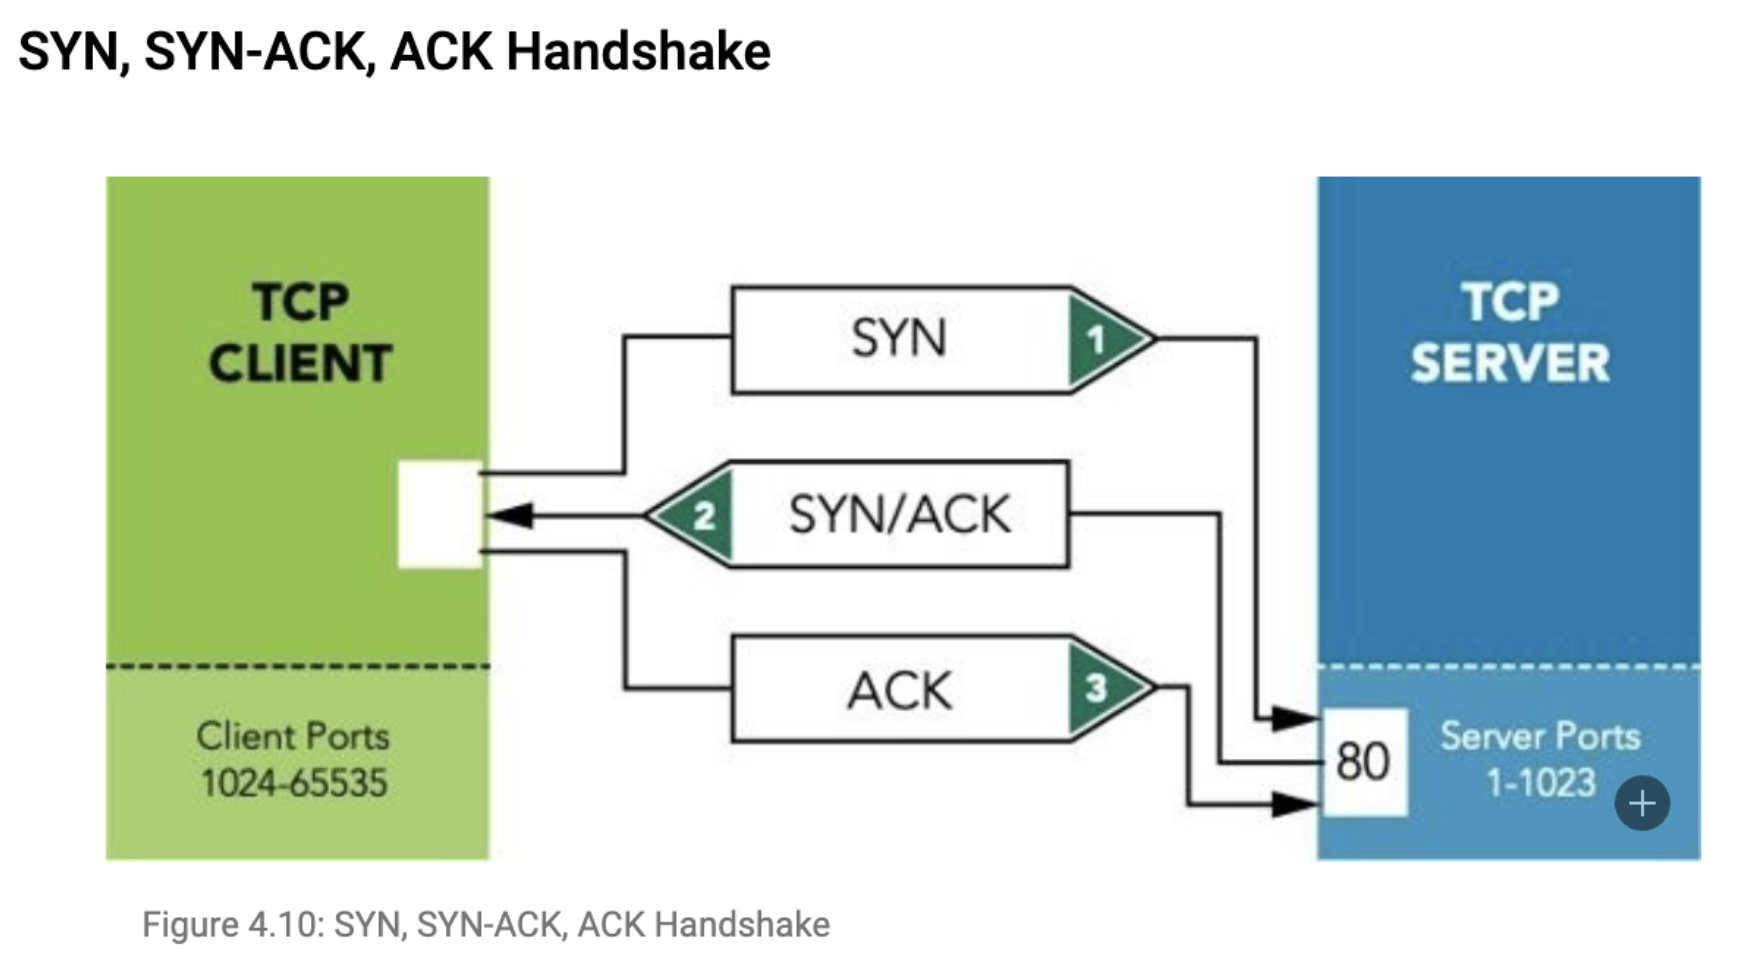 SYN, SYN-ACK, ACK Handshake
TCP
CLIENT
SYN
1
TCP
SERVER
2
SYN/ACK
ACK
3
Client Ports
1024-65535
80
Server Ports
1-1023
Figure 4.10: SYN, SYN-ACK, ACK Handshake